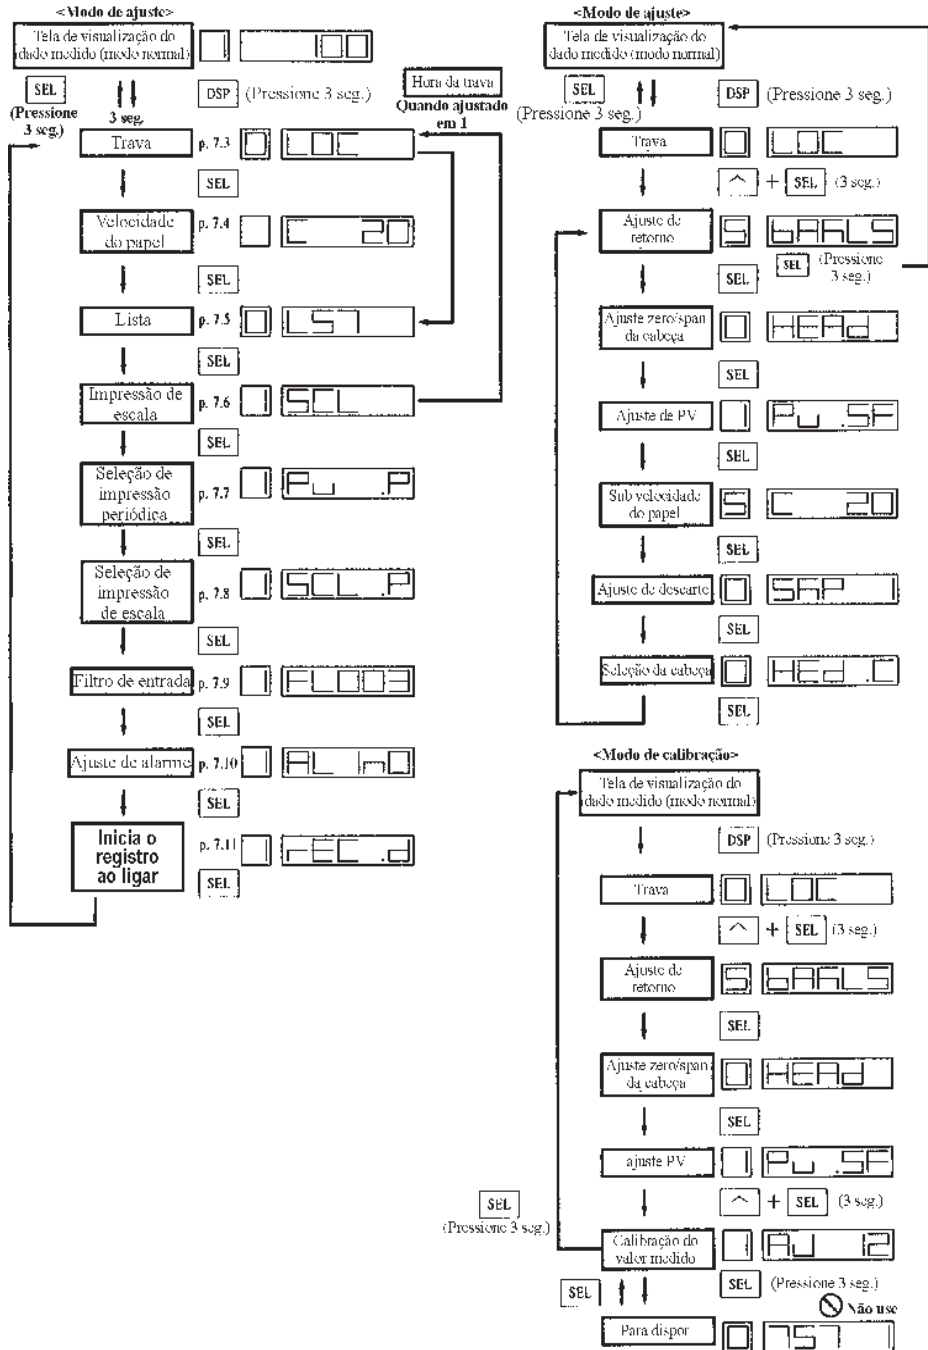 <Modo de ajuste>
Tela de visualização do
dado medido (modo normal)
1 100
SEL
(Pressione
3 seg.)
3 seg.
DSP (Pressione 3 seg.)
Hora da trava
Quando ajustado
em 1
Trava p. 7.3 0 LOC
SEL
Velocidade
do papel
p. 7.4 C 20
SEL
Lista p. 7.5 0 LST
SEL
Impressão de
escala
p. 7.6 1 SCL
SEL
Seleção de
impressão
periódica
p. 7.7 1 Pu .P
SEL
Seleção de
impressão
de escala
p. 7.8 1 SCL.P
SEL
Filtro de entrada p. 7.9 1 FL003
SEL
Ajuste de alarme p. 7.10 1 AL 1n0
SEL
Inicia o
registro
ao ligar
p. 7.11 1 rEC.d
SEL
<Modo de ajuste>
Tela de visualização do
dado medido (modo normal)
SEL
(Pressione 3 seg.)
DSP (Pressione 3 seg.)
Trava 0 LOC
^ + SEL (3 seg.)
Ajuste de
retorno
S
SEL (Pressione
3 seg.)
SEL
Ajuste zero/span
da cabeça
0 HEAd
SEL
Ajuste de PV 1 Pu.SF
SEL
Sub velocidade
do papel
S C 20
SEL
Ajuste de descarte 0 SAP 1
SEL
Seleção da cabeça 0 HEd.C
SEL
<Modo de calibração>
Tela de visualização do
dado medido (modo normal)
DSP (Pressione 3 seg.)
Trava 0 LOC
^ + SEL (3 seg.)
Ajuste de
retorno
S
SEL
Ajuste zero/span
da cabeça
0 HEAd
SEL
ajuste PV 1 Pu.SF
^ + SEL (3 seg.)
SEL
(Pressione 3 seg.)
Calibração do
valor medido
1 AJ 12
SEL
SEL (Pressione 3 seg.)
Não use
Para dispor 0 TST 1